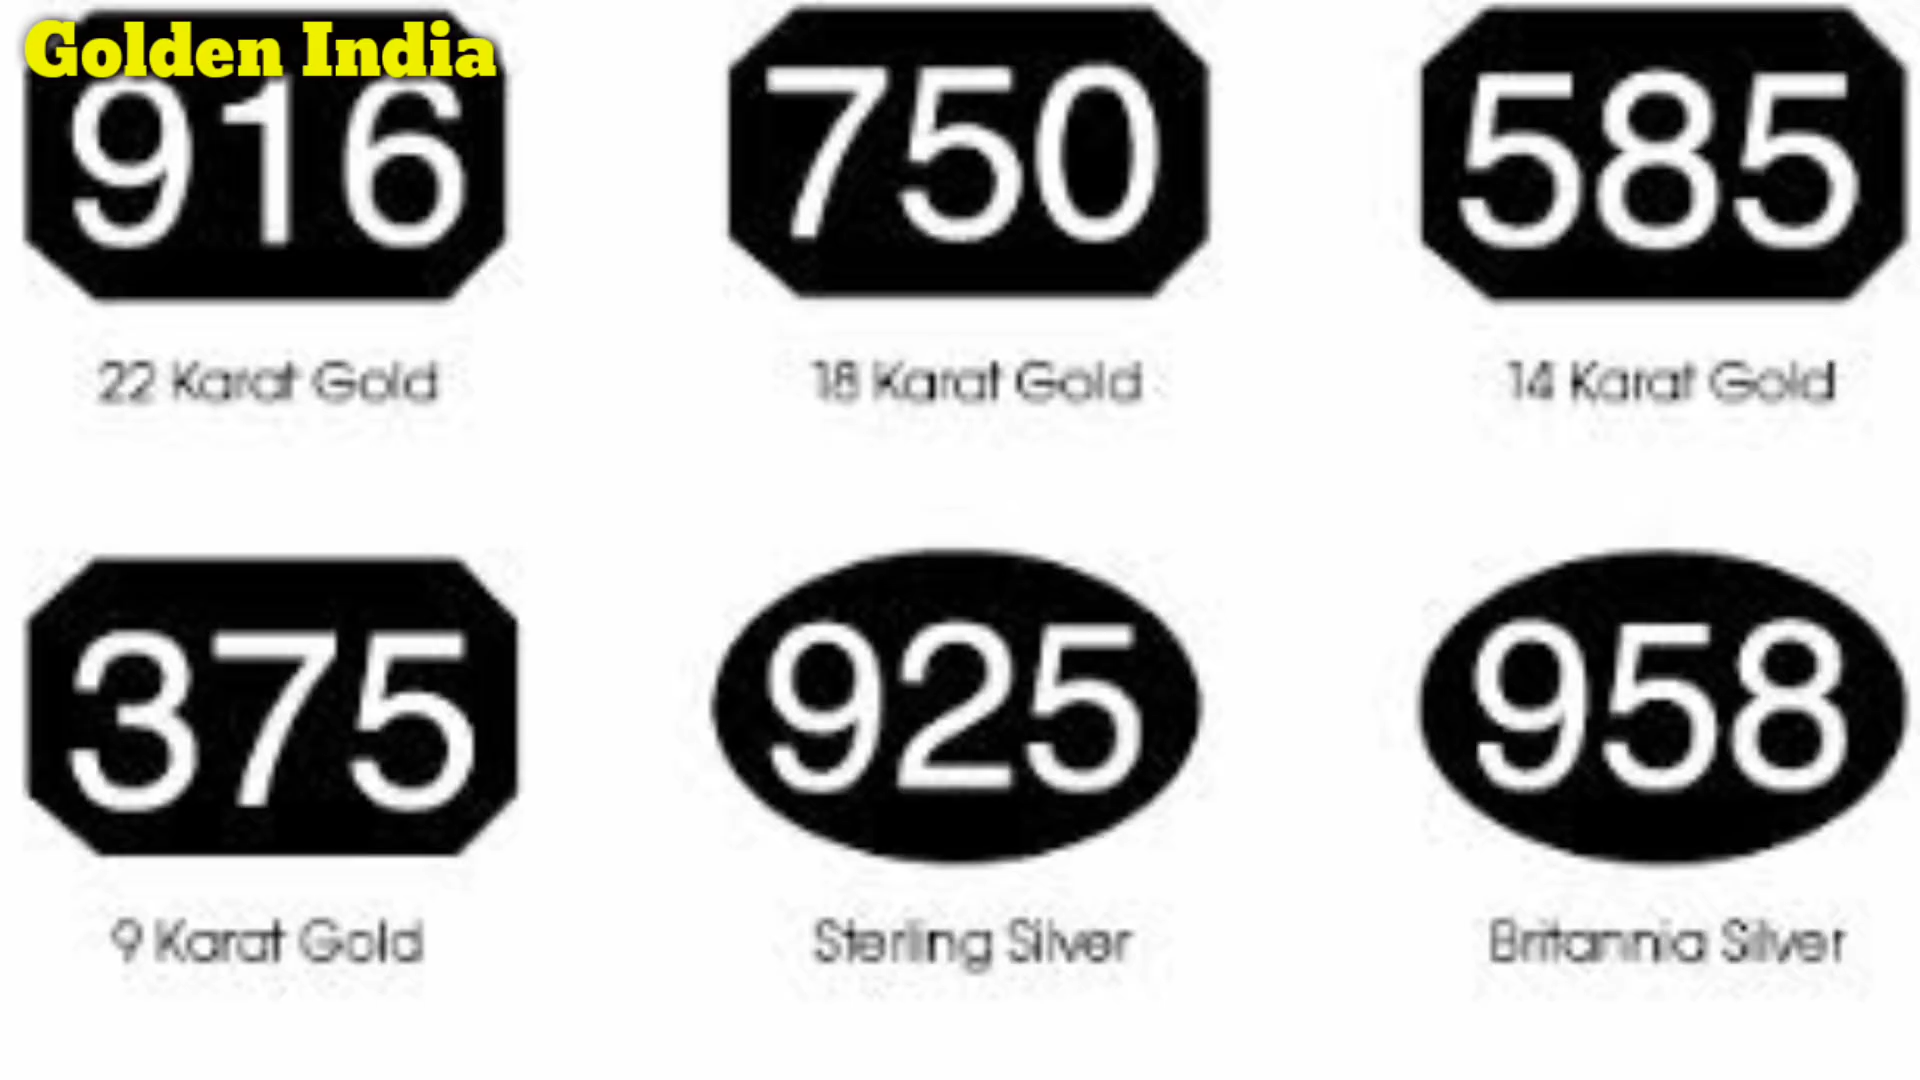 Golden India
916
750
585
22 Karat Gold
18 Karat Gold
14 Karat Gold
375
925
958
9 Karat Gold
Sterling Silver
Britannia Silver